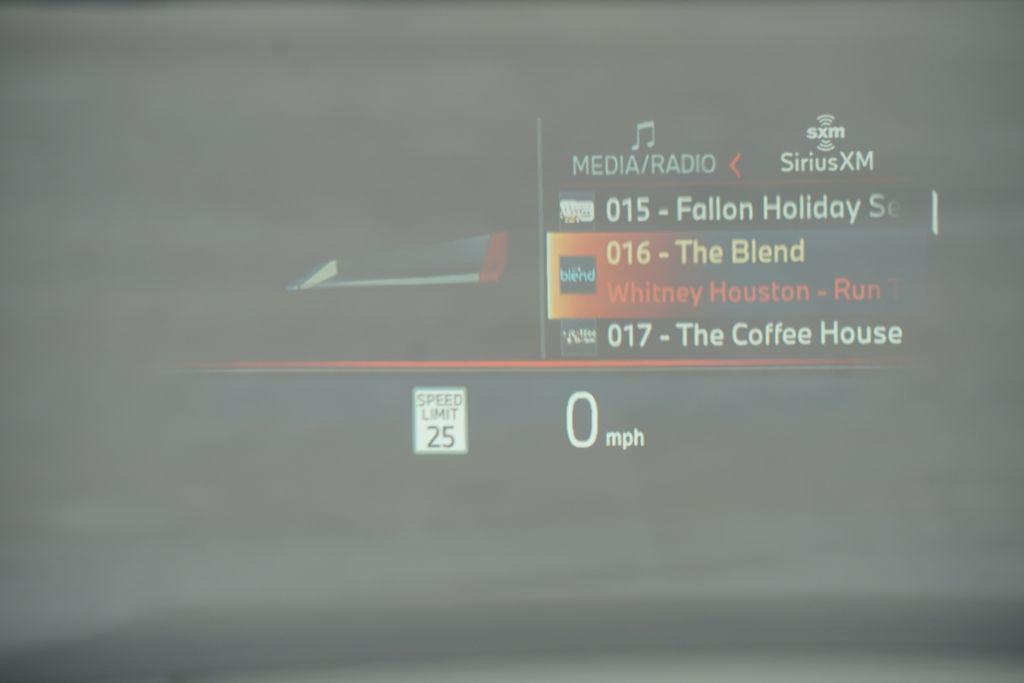 sxm
MEDIA/RADIO SiriusXM
015 - Fallon Holiday Se
016 - The Blend
blend
Whitney Houston - Run T
017 - The Coffee House
SPEED
LIMIT
25
0 mph